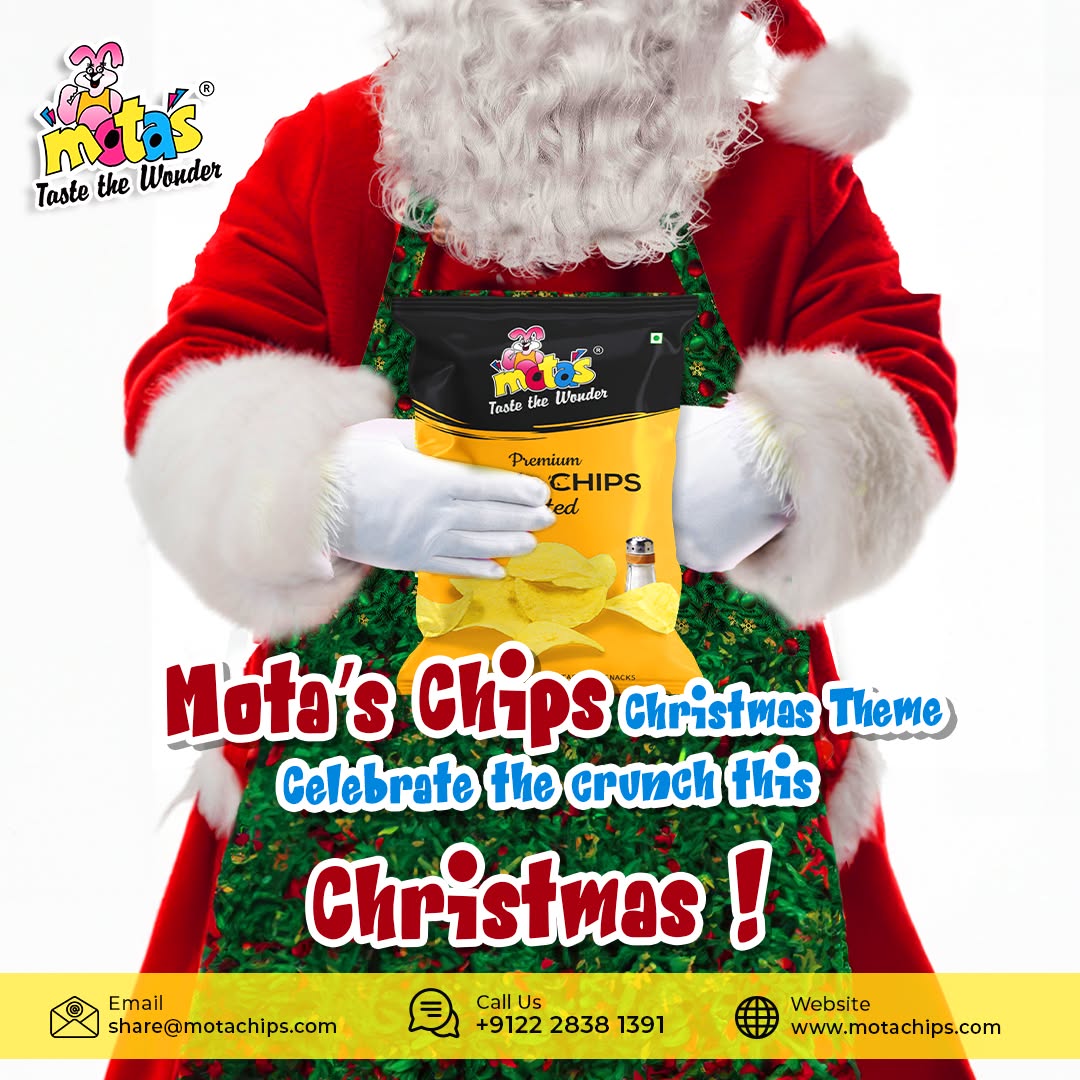 mota's ®
Taste the Wonder
mota's ®
Taste the Wonder
Premium
CHIPS
Mota's Chips Christmas Theme
Celebrate the crunch this
Christmas !
Email
share@motachips.com
Call Us
+9122 2838 1391
Website
www.motachips.com